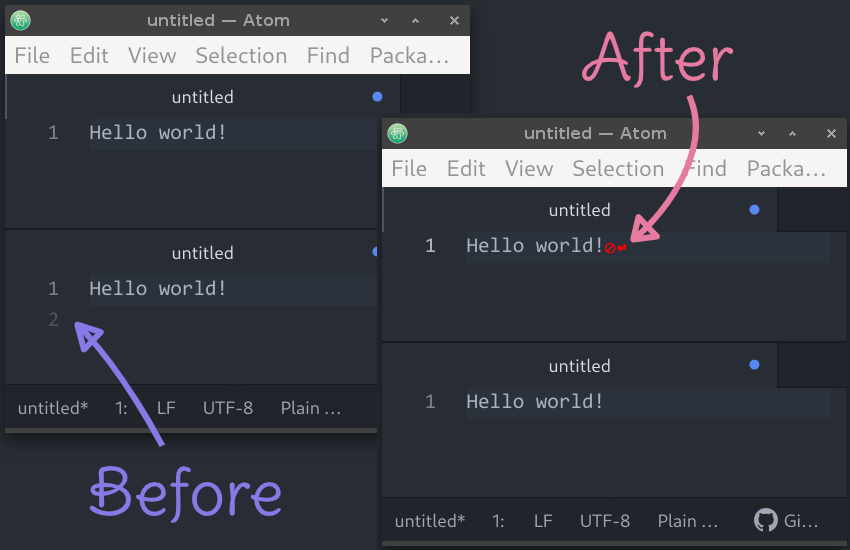 untitled — Atom
File Edit View Selection Find Packa...
untitled
1 Hello world!
untitled
1 Hello world!
2
untitled* 1: LF UTF-8 Plain ...
Before
After
untitled — Atom
File Edit View Selection Find Packa...
untitled
1 Hello world!
untitled
1 Hello world!
untitled* 1: LF UTF-8 Plain ... Gi...